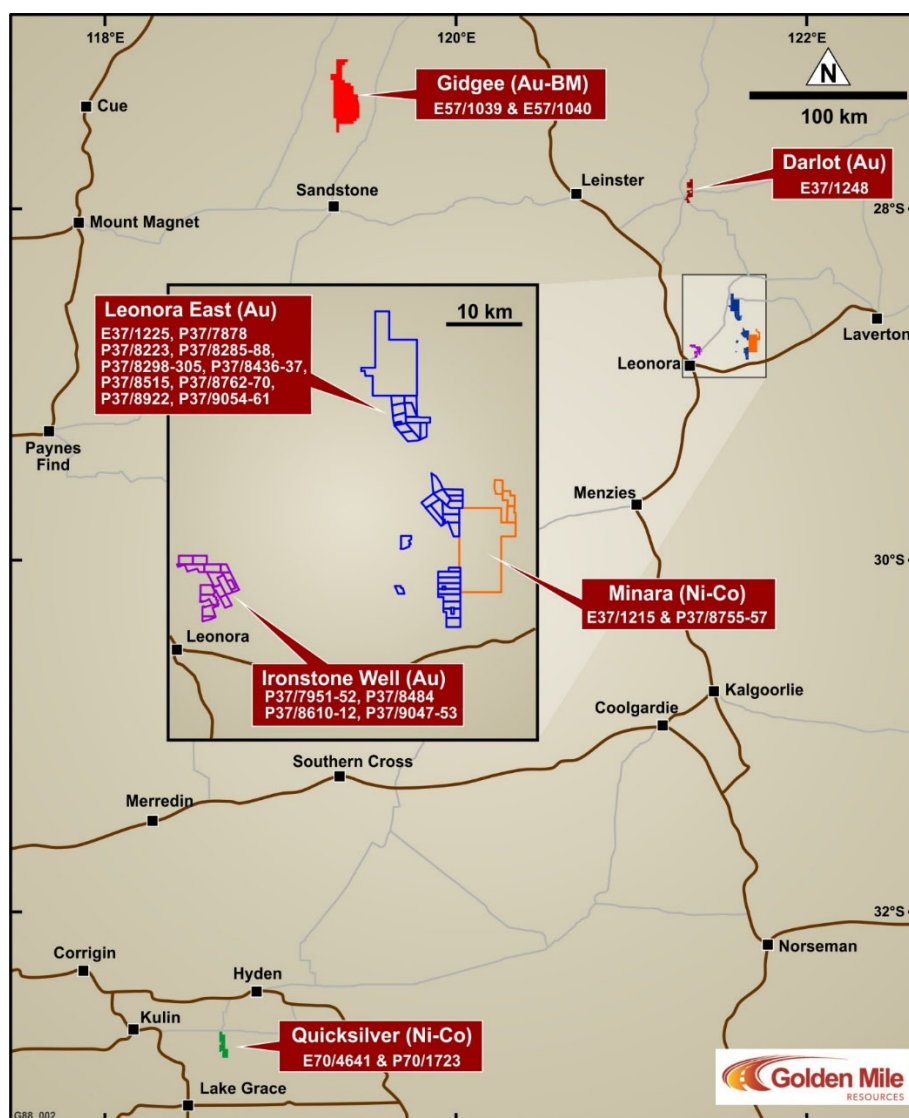 118°E
120°E
122°E
N
100 km
Gidgee (Au-BM)
E57/1039 & E57/1040
Cue
Darlot (Au)
E37/1248
Leinster
Sandstone
28°S
Mount Magnet
10 km
Leonora East (Au)
E37/1225, P37/7878
P37/8223, P37/8285-88,
P37/8298-305, P37/8436-37,
P37/8515, P37/8762-70,
P37/8922, P37/9054-61
Laverton
Leonora
Paynes
Find
Menzies
30°S
Minara (Ni-Co)
E37/1215 & P37/8755-57
Leonora
Ironstone Well (Au)
P37/7951-52, P37/8484
P37/8610-12, P37/9047-53
Kalgoorlie
Coolgardie
Southern Cross
Merredin
32°S
Corrigin
Norseman
Hyden
Kulin
Quicksilver (Ni-Co)
E70/4641 & P70/1723
Lake Grace
Golden Mile
RESOURCES
G88_002